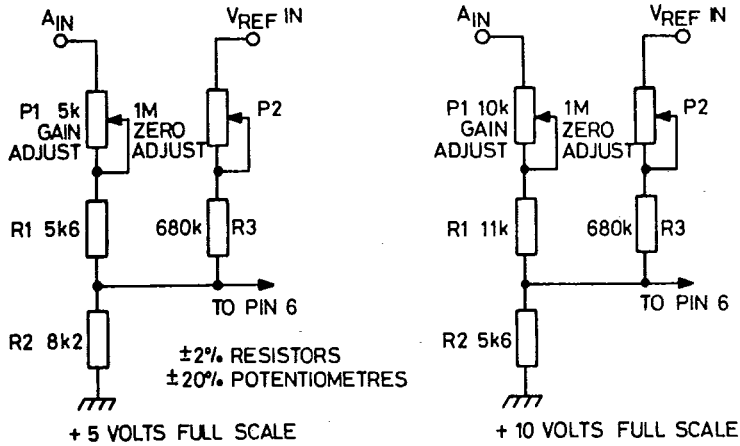 AIN
VREF IN
P1 5k
GAIN
ADJUST
1M
ZERO
ADJUST
P2
R1 5k6
680k R3
TO PIN 6
R2 8k2
±2% RESISTORS
±20% POTENTIOMETRES
+ 5 VOLTS FULL SCALE
AIN
VREF IN
P1 10k
GAIN
ADJUST
1M
ZERO
ADJUST
P2
R1 11k
680k R3
TO PIN 6
R2 5k6
+ 10 VOLTS FULL SCALE